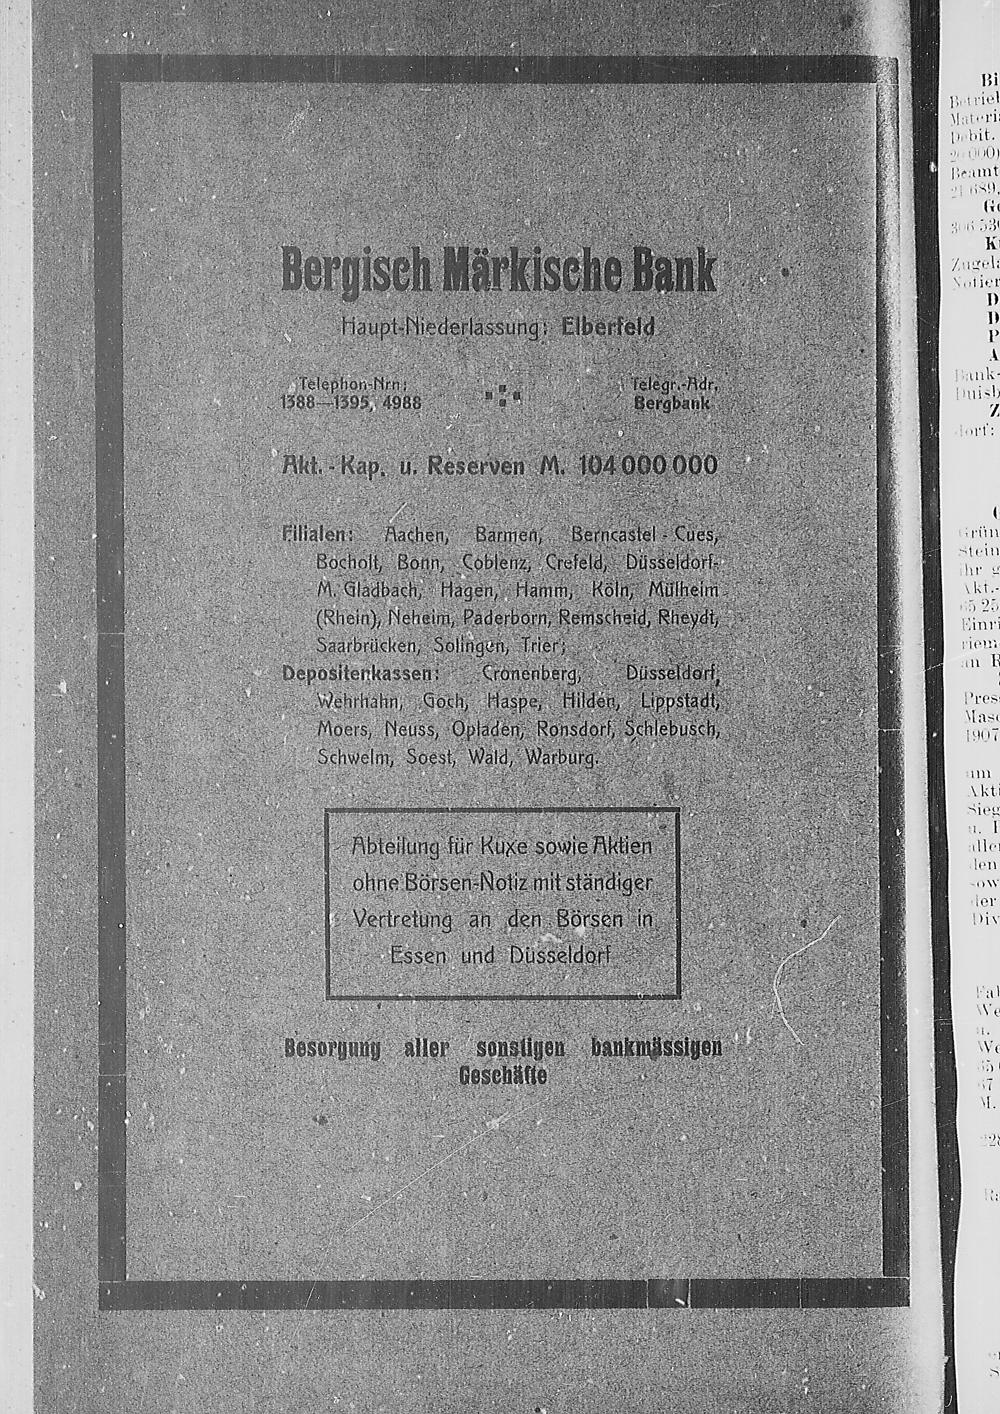 Bergisch Märkische Bank
Haupt-Niederlassung: Elberfeld
Telephon-Nrn:
1388—1395, 4988
Telegr.-Adr.
Bergbank
Akt.-Kap. u. Reserven M. 104 000 000
Filialen: Aachen, Barmen, Berncastel-Cues,
Bocholt, Bonn, Coblenz, Crefeld, Düsseldorf-
M. Gladbach, Hagen, Hamm, Köln, Mülheim
(Rhein), Neheim, Paderborn, Remscheid, Rheydt,
Saarbrücken, Solingen, Trier;
Depositenkassen: Cronenberg, Düsseldorf,
Wehrhahn, Goch, Haspe, Hilden, Lippstadt,
Moers, Neuss, Opladen, Ronsdorf, Schlebusch,
Schwelm, Soest, Wald, Warburg.
Abteilung für Kuxe sowie Aktien
ohne Börsen-Notiz mit ständiger
Vertretung an den Börsen in
Essen und Düsseldorf
Besorgung aller sonstigen bankmässigen
Geschäfte